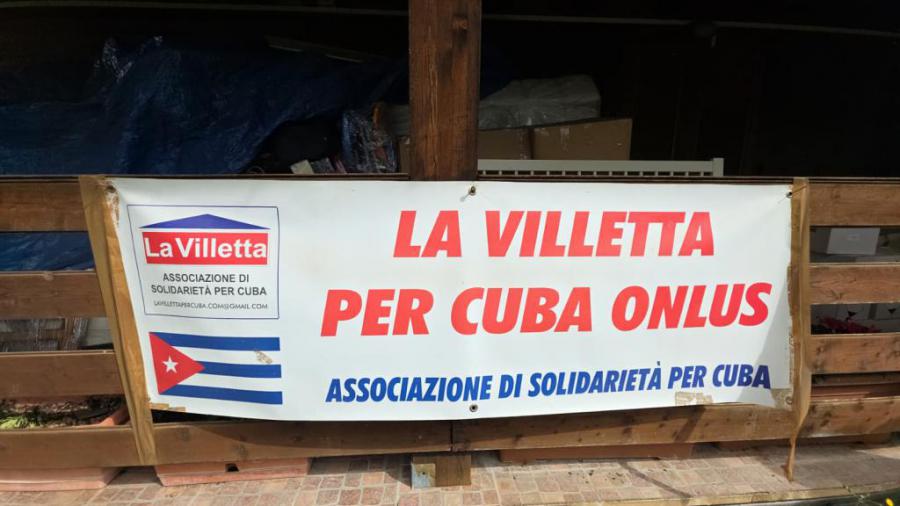 La Villetta
ASSOCIAZIONE DI
SOLIDARIETÀ PER CUBA
LAVILLETTAPERCUBA.COM@GMAIL.COM
LA VILLETTA
PER CUBA ONLUS
ASSOCIAZIONE DI SOLIDARIETÀ PER CUBA